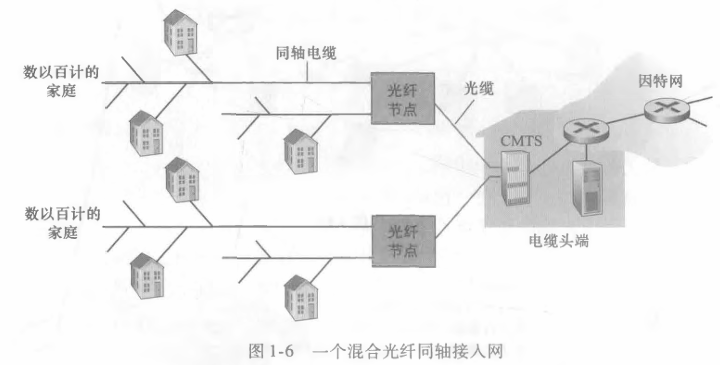 数以百计的
家庭
同轴电缆
光纤
节点
光缆
因特网
CMTS
数以百计的
家庭
光纤
节点
电缆头端
图 1-6 一个混合光纤同轴接入网